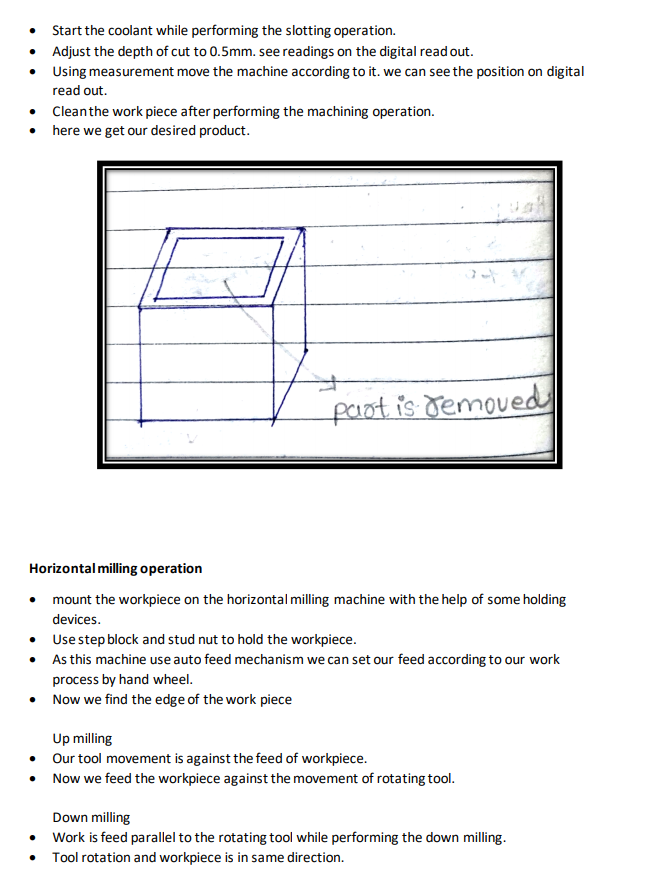 • Start the coolant while performing the slotting operation.
• Adjust the depth of cut to 0.5mm. see readings on the digital read out.
• Using measurement move the machine according to it. we can see the position on digital
read out.
• Clean the work piece after performing the machining operation.
• here we get our desired product.
part is removed
Horizontal milling operation
• mount the workpiece on the horizontal milling machine with the help of some holding
devices.
• Use step block and stud nut to hold the workpiece.
• As this machine use auto feed mechanism we can set our feed according to our work
process by hand wheel.
• Now we find the edge of the work piece
Up milling
• Our tool movement is against the feed of workpiece.
• Now we feed the workpiece against the movement of rotating tool.
Down milling
• Work is feed parallel to the rotating tool while performing the down milling.
• Tool rotation and workpiece is in same direction.